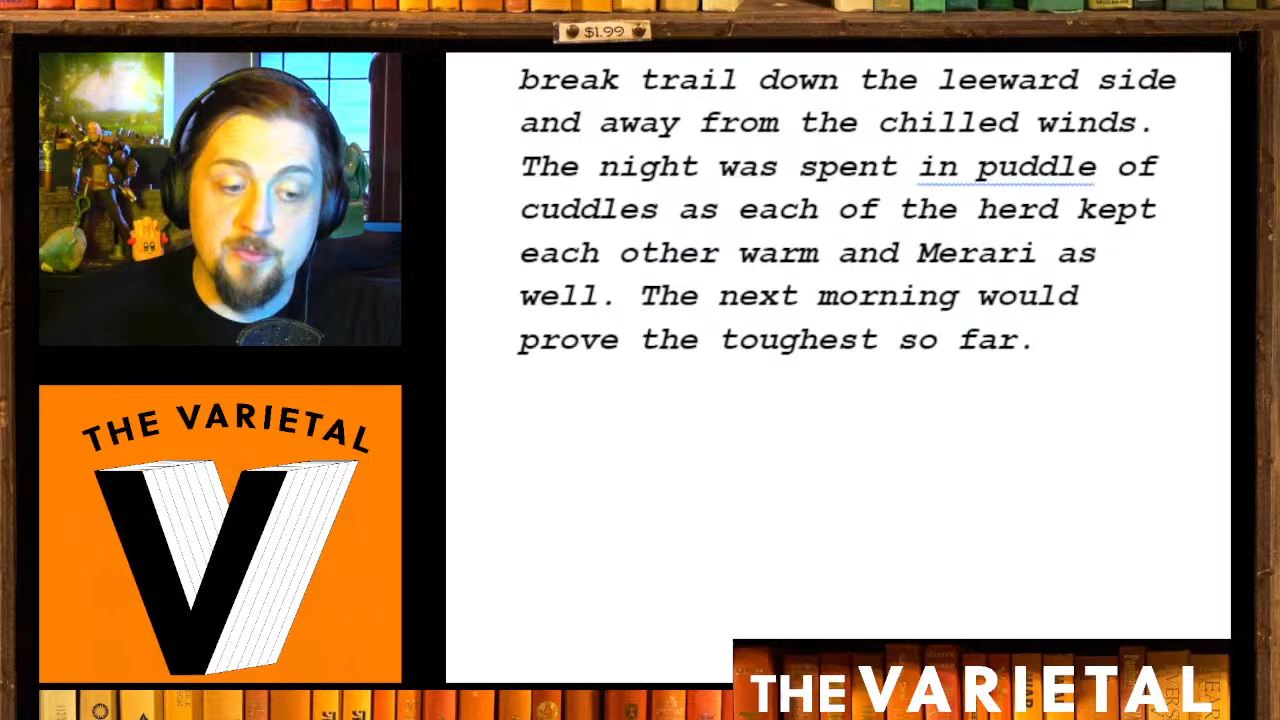 $1.99
break trail down the leeward side
and away from the chilled winds.
The night was spent in puddle of
cuddles as each of the herd kept
each other warm and Merari as
well. The next morning would
prove the toughest so far.
THE VARIETAL
V
THE VARIETAL